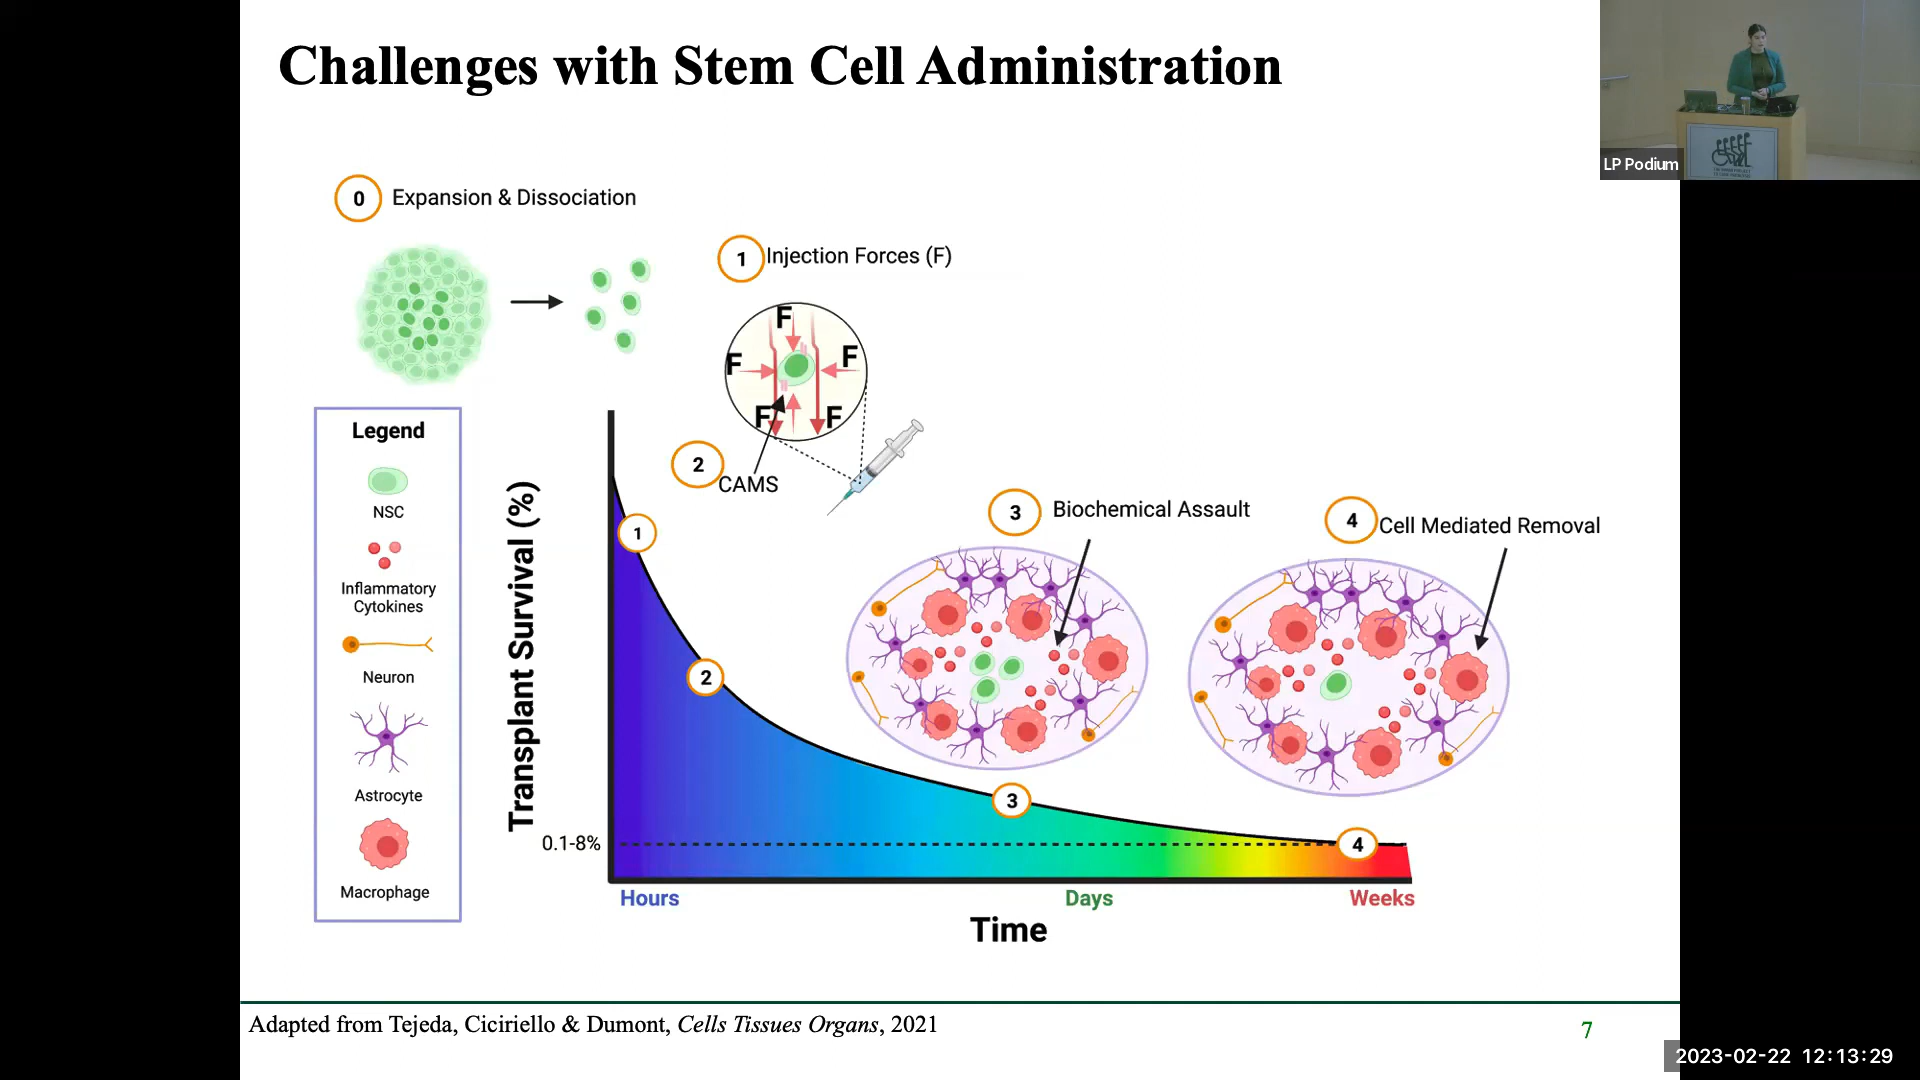 Challenges with Stem Cell Administration
LP Podium
0 Expansion & Dissociation
1 Injection Forces (F)
F
F F
F F
2 CAMS
Legend
NSC
Inflammatory
Cytokines
Neuron
Astrocyte
Macrophage
Transplant Survival (%)
0.1-8%
1
2
3
4
3 Biochemical Assault
4 Cell Mediated Removal
Hours Days Weeks
Time
Adapted from Tejeda, Ciciriello & Dumont, Cells Tissues Organs, 2021
7
2023-02-22 12:13:29